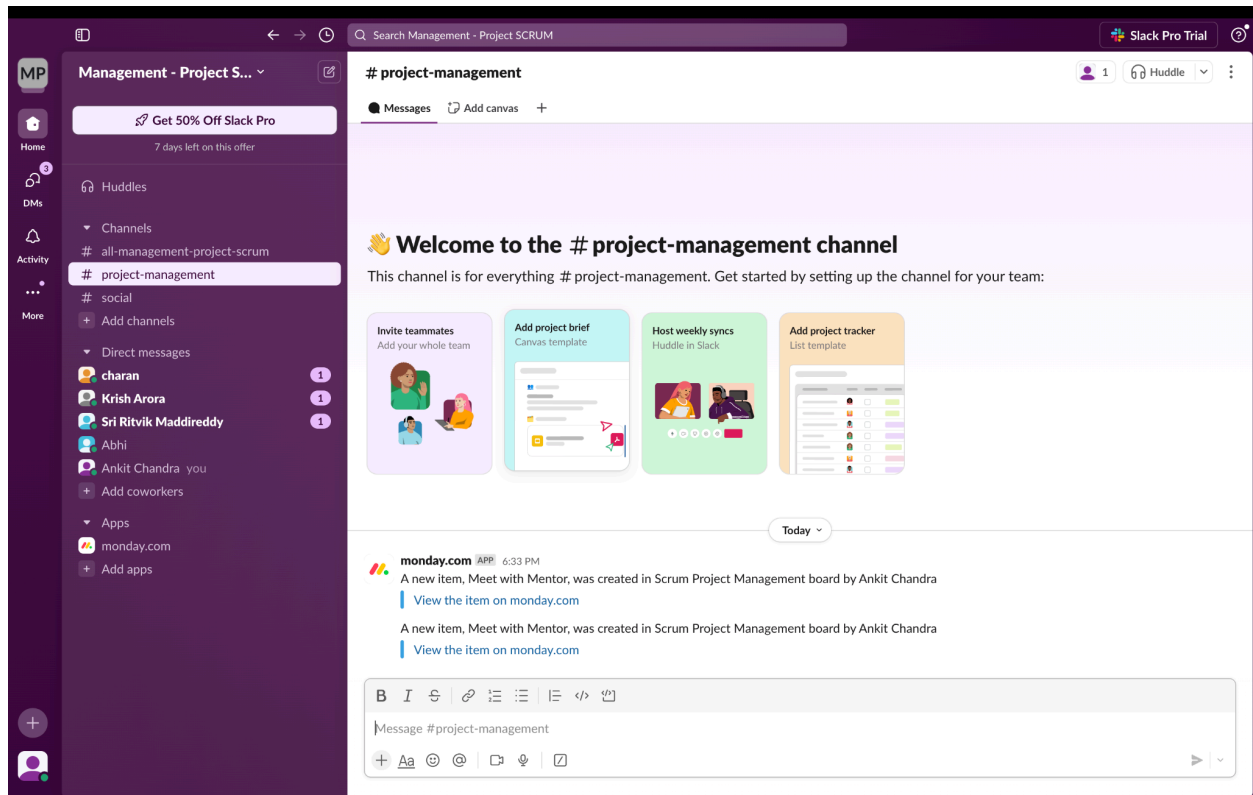 Search Management - Project SCRUM
Slack Pro Trial
MP
Home
3
DMs
Activity
More
Management - Project S...
Get 50% Off Slack Pro
7 days left on this offer
Huddles
Channels
# all-management-project-scrum
# project-management
# social
+ Add channels
Direct messages
charan 1
Krish Arora 1
Sri Ritvik Maddireddy 1
Abhi
Ankit Chandra you
+ Add coworkers
Apps
monday.com
+ Add apps
# project-management
1
Huddle
Messages
Add canvas
+
👋 Welcome to the # project-management channel
This channel is for everything # project-management. Get started by setting up the channel for your team:
Invite teammates
Add your whole team
Add project brief
Canvas template
Host weekly syncs
Huddle in Slack
Add project tracker
List template
Today
monday.com APP 6:33 PM
A new item, Meet with Mentor, was created in Scrum Project Management board by Ankit Chandra
View the item on monday.com
A new item, Meet with Mentor, was created in Scrum Project Management board by Ankit Chandra
View the item on monday.com
B I S
Message #project-management
+ Aa @